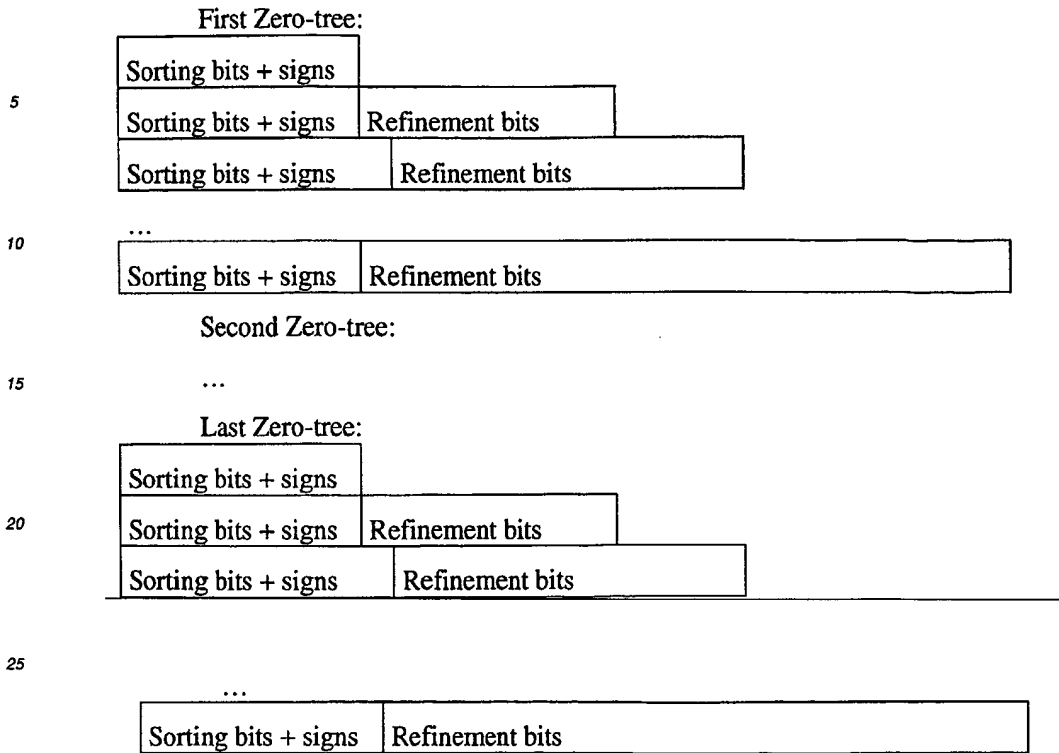 First Zero-tree:
Sorting bits + signs
5
Sorting bits + signs Refinement bits
Sorting bits + signs Refinement bits
...
10
Sorting bits + signs Refinement bits
Second Zero-tree:
15
...
Last Zero-tree:
Sorting bits + signs
20
Sorting bits + signs Refinement bits
Sorting bits + signs Refinement bits
25
...
Sorting bits + signs Refinement bits